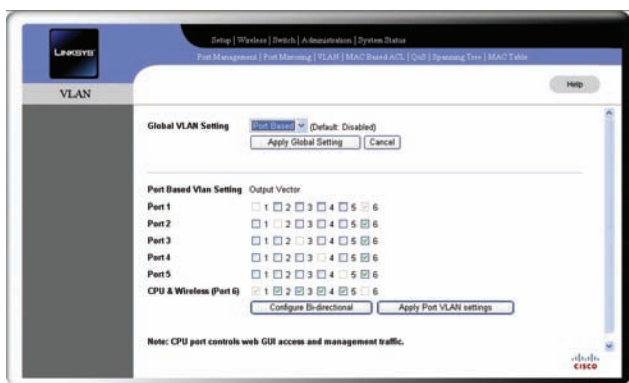 LINKSYS®
Setup | Wireless | Switch | Administration | System Status
Port Management | Port Mirroring | VLAN | MAC Based ACL | QoS | Spanning Tree | MAC Table
VLAN
Help
Global VLAN Setting Port Based (Default: Disabled)
Apply Global Setting Cancel
Port Based Vlan Setting Output Vector
Port 1 1 2 3 4 5 6
Port 2 1 2 3 4 5 6
Port 3 1 2 3 4 5 6
Port 4 1 2 3 4 5 6
Port 5 1 2 3 4 5 6
CPU & Wireless (Port 6) 1 2 3 4 5 6
Configure Bi-directional Apply Port VLAN settings
Note: CPU port controls web GUI access and management traffic.
CISCO